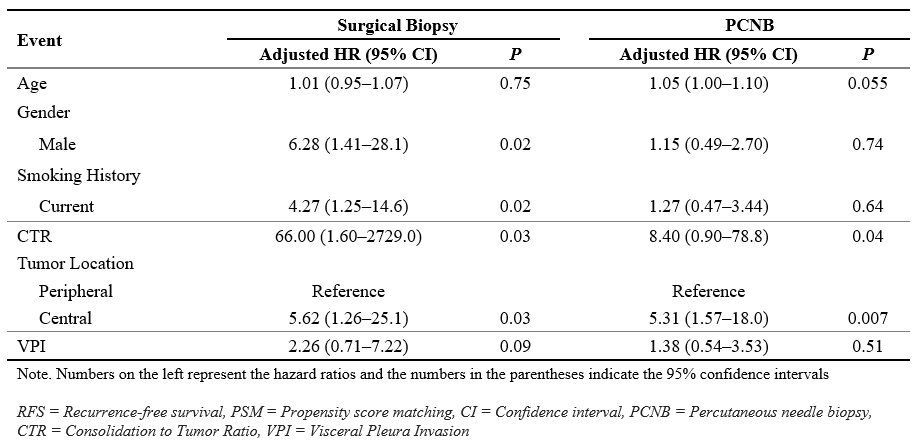 Event Surgical Biopsy PCNB
Adjusted HR (95% CI) P Adjusted HR (95% CI) P
Age 1.01 (0.95–1.07) 0.75 1.05 (1.00–1.10) 0.055
Gender
Male 6.28 (1.41–28.1) 0.02 1.15 (0.49–2.70) 0.74
Smoking History
Current 4.27 (1.25–14.6) 0.02 1.27 (0.47–3.44) 0.64
CTR 66.00 (1.60–2729.0) 0.03 8.40 (0.90–78.8) 0.04
Tumor Location
Peripheral Reference Reference
Central 5.62 (1.26–25.1) 0.03 5.31 (1.57–18.0) 0.007
VPI 2.26 (0.71–7.22) 0.09 1.38 (0.54–3.53) 0.51
Note. Numbers on the left represent the hazard ratios and the numbers in the parentheses indicate the 95% confidence intervals
RFS = Recurrence-free survival, PSM = Propensity score matching, CI = Confidence interval, PCNB = Percutaneous needle biopsy,
CTR = Consolidation to Tumor Ratio, VPI = Visceral Pleura Invasion